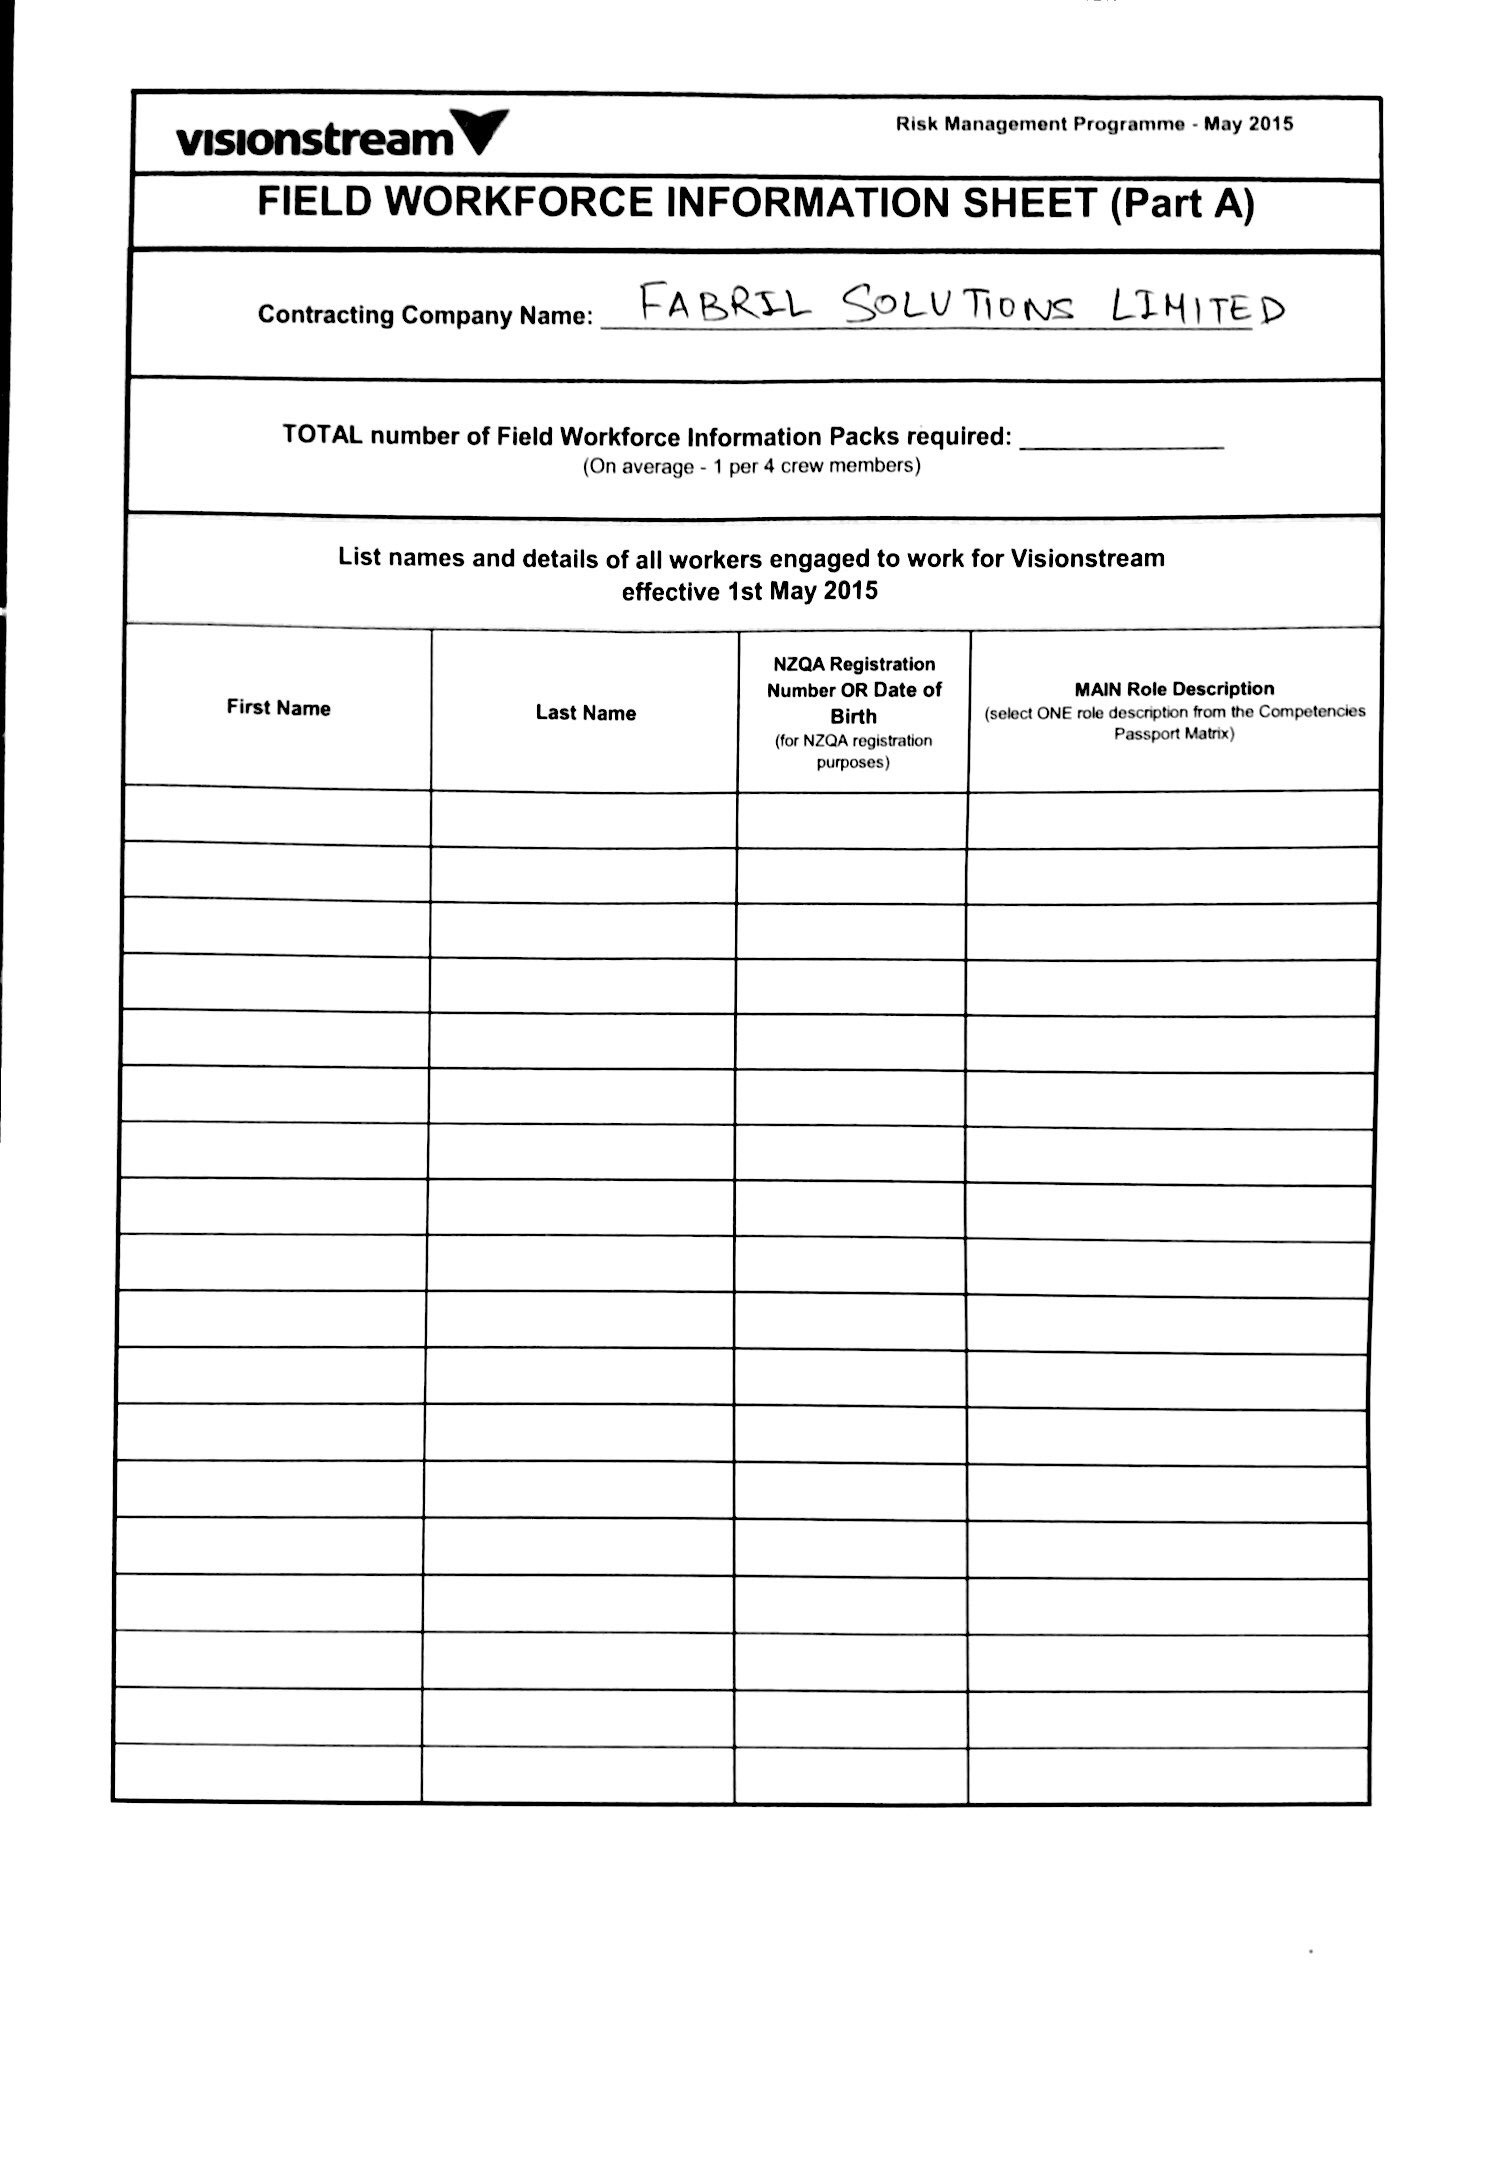 visionstream
Risk Management Programme - May 2015
FIELD WORKFORCE INFORMATION SHEET (Part A)
Contracting Company Name: FABRIL SOLUTIONS LIMITED
TOTAL number of Field Workforce Information Packs required:
(On average - 1 per 4 crew members)
List names and details of all workers engaged to work for Visionstream
effective 1st May 2015
First Name
Last Name
NZQA Registration
Number OR Date of
Birth
(for NZQA registration
purposes)
MAIN Role Description
(select ONE role description from the Competencies
Passport Matrix)